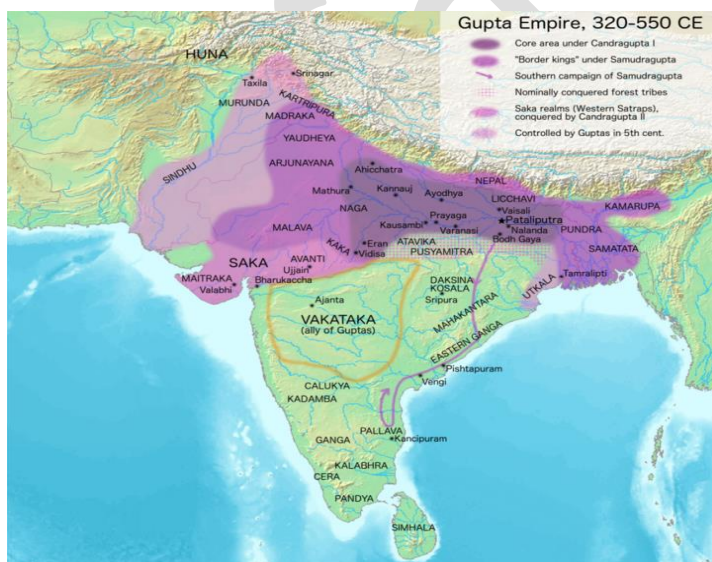 Gupta Empire, 320-550 CE
Core area under Candragupta I
"Border kings" under Samudragupta
Southern campaign of Samudragupta
Nominally conquered forest tribes
Saka realms (Western Satraps),
conquered by Candragupta II
Controlled by Guptas in 5th cent.
HUNA
Srinagar
Taxila
MURUNDA
KARTRIPURA
MADRAKA
YAUDHEYA
ARJUNAYANA
Ahicchatra
SINDHU
Mathura
Kannauj
Ayodhya
NEPAL
LICCHAVI
KAMARUPA
NAGA
Vaisali
Kausambi
Prayaga
Pataliputra
MALAVA
Varanasi
Nalanda
PUNDRA
Bodh Gaya
KAKA
Eran
ATAVIKA
SAMATATA
Vidisa
PUSYAMITRA
SAKA
AVANTI
Ujjain
MAITRAKA
Valabhi
Bharukaccha
Tamralipti
UTKALA
DAKSINA
KOSALA
Sripura
Ajanta
MAHAKANTARA
VAKATAKA
(ally of Guptas)
EASTERN GANGA
Pishtapuram
Vengi
CALUKYA
KADAMBA
PALLAVA
Kancipuram
GANGA
KALABHRA
CERA
PANDYA
SIMHALA